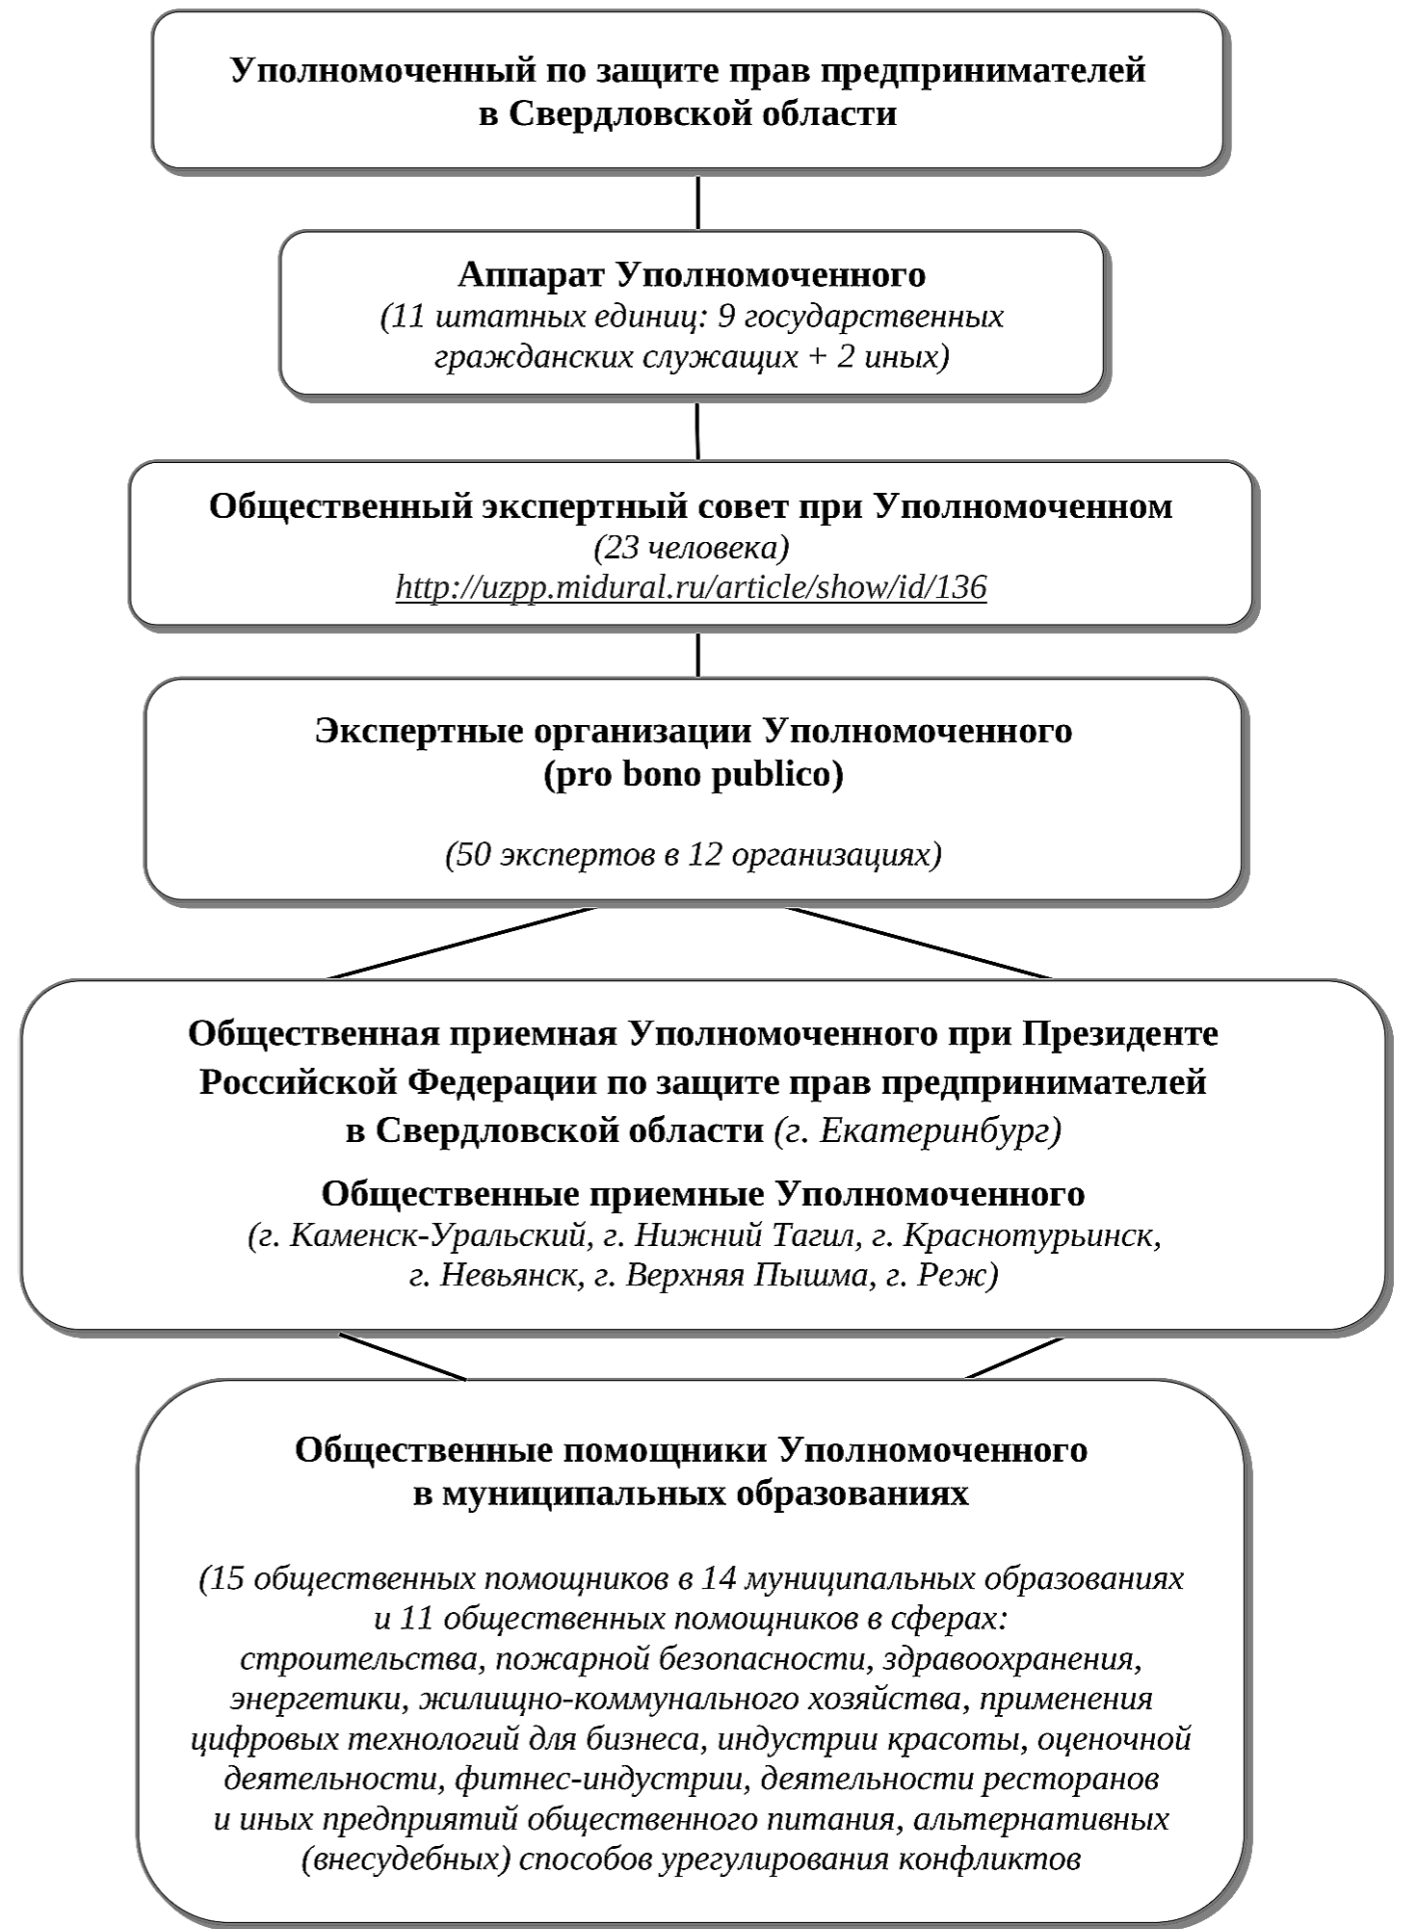 Уполномоченный по защите прав предпринимателей
в Свердловской области
Аппарат Уполномоченного
(11 штатных единиц: 9 государственных
гражданских служащих + 2 иных)
Общественный экспертный совет при Уполномоченном
(23 человека)
http://uzpp.midural.ru/article/show/id/136
Экспертные организации Уполномоченного
(pro bono publico)
(50 экспертов в 12 организациях)
Общественная приемная Уполномоченного при Президенте
Российской Федерации по защите прав предпринимателей
в Свердловской области (г. Екатеринбург)
Общественные приемные Уполномоченного
(г. Каменск-Уральский, г. Нижний Тагил, г. Краснотурьинск,
г. Невьянск, г. Верхняя Пышма, г. Реж)
Общественные помощники Уполномоченного
в муниципальных образованиях
(15 общественных помощников в 14 муниципальных образованиях
и 11 общественных помощников в сферах:
строительства, пожарной безопасности, здравоохранения,
энергетики, жилищно-коммунального хозяйства, применения
цифровых технологий для бизнеса, индустрии красоты, оценочной
деятельности, фитнес-индустрии, деятельности ресторанов
и иных предприятий общественного питания, альтернативных
(внесудебных) способов урегулирования конфликтов